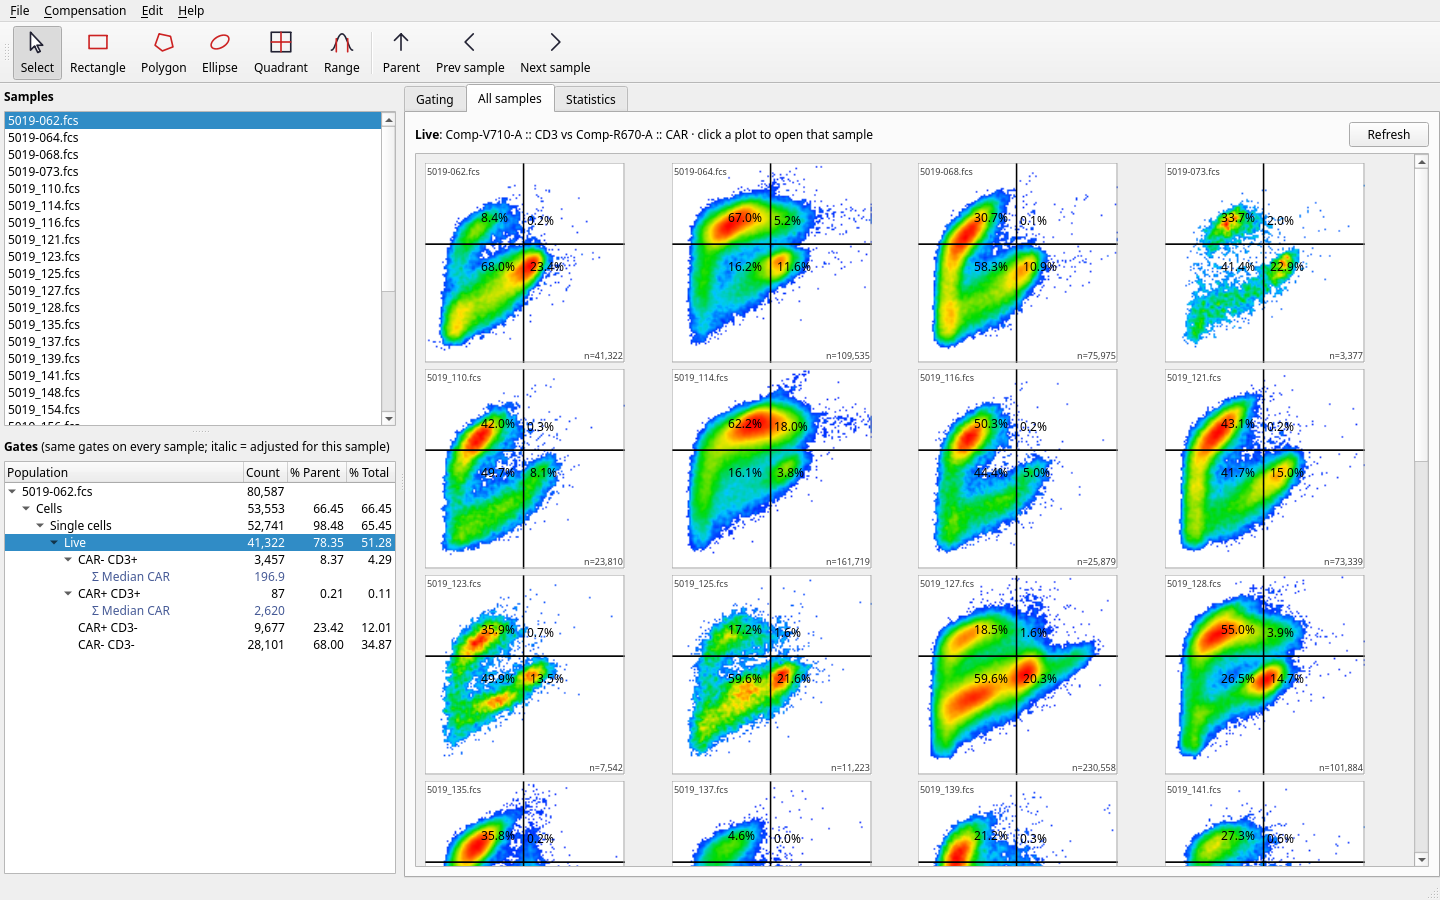 File Compensation Edit Help
Select Rectangle Polygon Ellipse Quadrant Range Parent Prev sample Next sample
Samples
5019-062.fcs
5019-064.fcs
5019-068.fcs
5019-073.fcs
5019_110.fcs
5019_114.fcs
5019_116.fcs
5019_121.fcs
5019_123.fcs
5019_125.fcs
5019_127.fcs
5019_128.fcs
5019_135.fcs
5019_137.fcs
5019_139.fcs
5019_141.fcs
5019_148.fcs
5019_154.fcs
Gates (same gates on every sample; italic = adjusted for this sample)
Population Count % Parent % Total
5019-062.fcs 80,587
Cells 53,553 66.45 66.45
Single cells 52,741 98.48 65.45
Live 41,322 78.35 51.28
CAR- CD3+ 3,457 8.37 4.29
Σ Median CAR 196.9
CAR+ CD3+ 87 0.21 0.11
Σ Median CAR 2,620
CAR+ CD3- 9,677 23.42 12.01
CAR- CD3- 28,101 68.00 34.87
Gating All samples Statistics
Live: Comp-V710-A :: CD3 vs Comp-R670-A :: CAR · click a plot to open that sample
Refresh
5019-062.fcs
8.4% 0.2%
68.0% 23.4%
n=41,322
5019-064.fcs
67.0% 5.2%
16.2% 11.6%
n=109,535
5019-068.fcs
30.7% 0.1%
58.3% 10.9%
n=75,975
5019-073.fcs
33.7% 2.0%
41.4% 22.9%
n=3,377
5019_110.fcs
42.0% 0.3%
49.7% 8.1%
n=23,810
5019_114.fcs
62.2% 18.0%
16.1% 3.8%
n=161,719
5019_116.fcs
50.3% 0.2%
44.4% 5.0%
n=25,879
5019_121.fcs
43.1% 0.2%
41.7% 15.0%
n=73,339
5019_123.fcs
35.9% 0.7%
49.9% 13.5%
n=7,542
5019_125.fcs
17.2% 1.6%
59.6% 21.6%
n=11,223
5019_127.fcs
18.5% 1.6%
59.6% 20.3%
n=230,558
5019_128.fcs
55.0% 3.9%
26.5% 14.7%
n=101,884
5019_135.fcs
35.8% 0.2%
5019_137.fcs
4.6% 0.0%
5019_139.fcs
21.2% 0.3%
5019_141.fcs
27.3% 0.6%